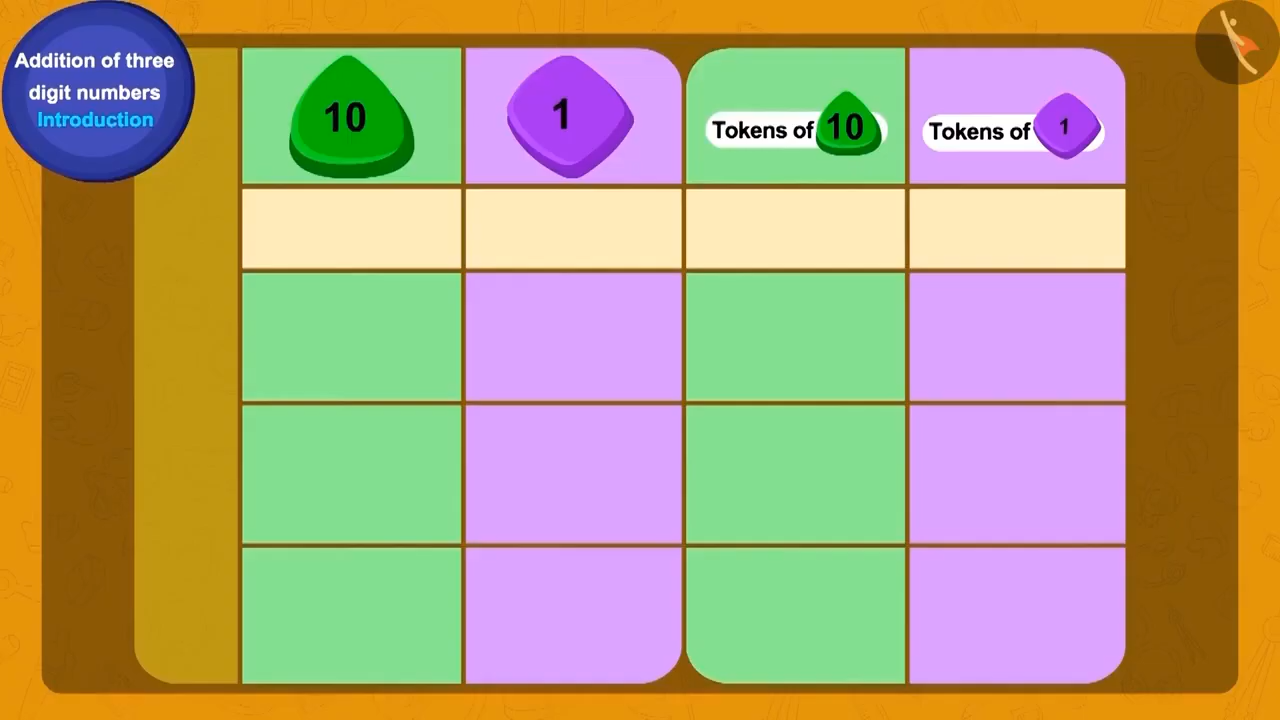 Addition of three
digit numbers
Introduction
10
1
Tokens of 10
Tokens of 1